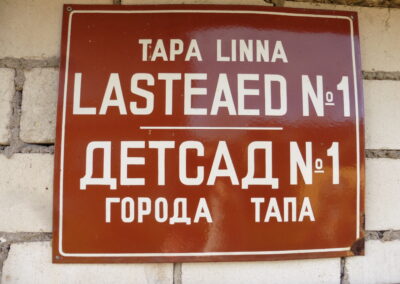 TAPA LINNA
LASTEAED №1
ДЕТСАД №1
ГОРОДА ТАПА